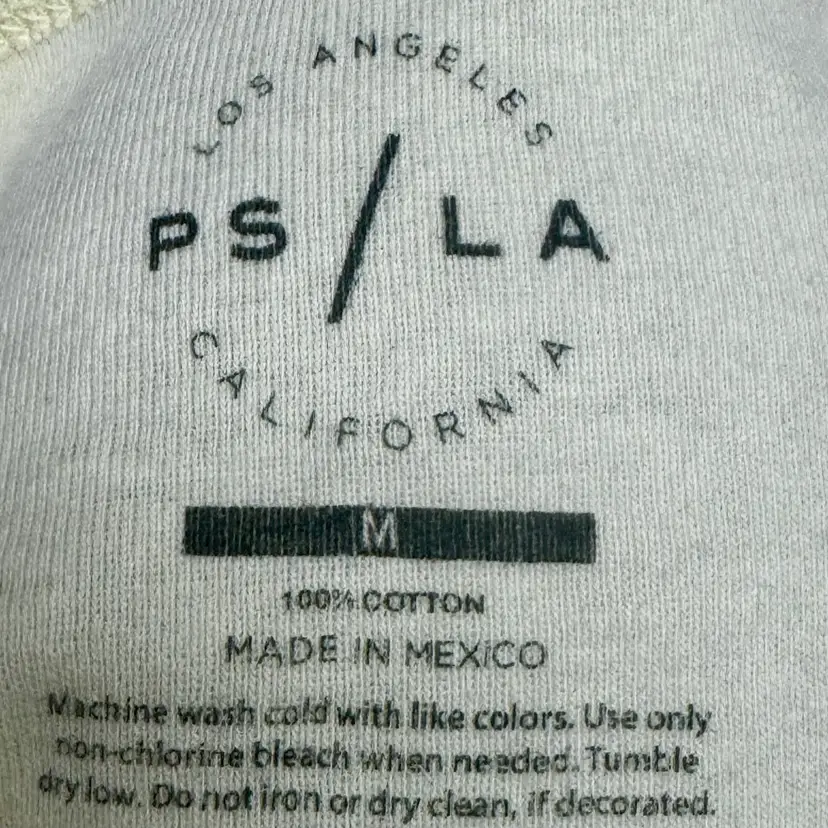 LOS ANGELES
PS/LA
CALIFORNIA
M
100% COTTON
MADE IN MEXICO
Machine wash cold with like colors. Use only
non-chlorine bleach when needed. Tumble
dry low. Do not iron or dry clean, if decorated.